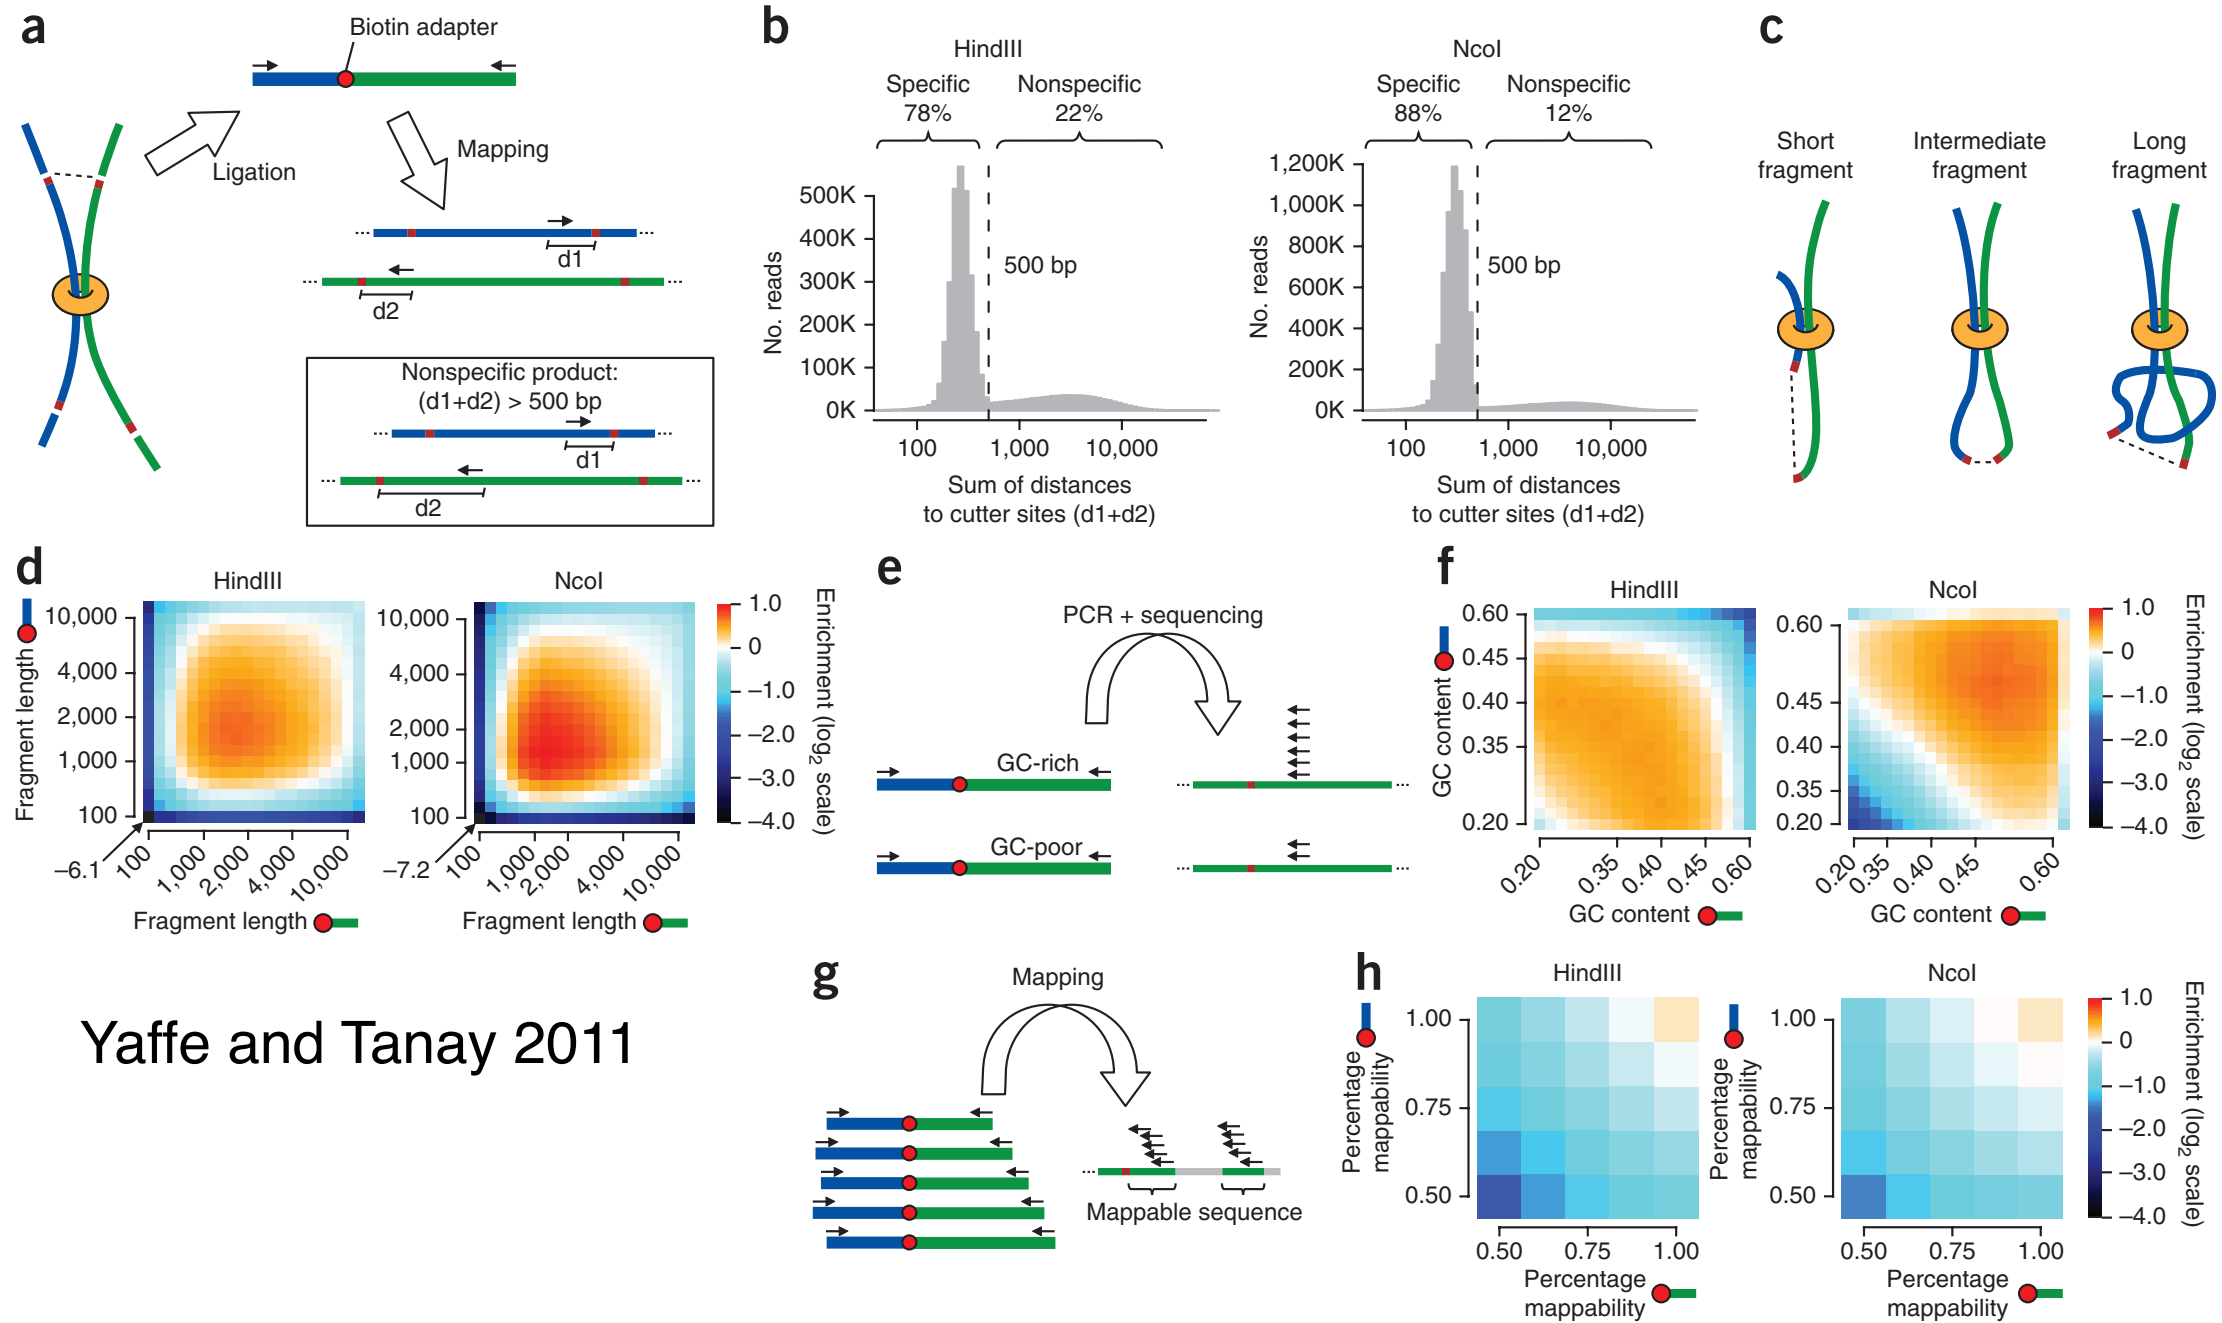 a
Biotin adapter
Ligation
Mapping
d1
d2
Nonspecific product:
(d1+d2) > 500 bp
d1
d2
b
HindIII
Specific
78%
Nonspecific
22%
500K
400K
300K
200K
100K
0K
No. reads
500 bp
100
1,000
10,000
Sum of distances
to cutter sites (d1+d2)
NcoI
Specific
88%
Nonspecific
12%
1,200K
1,000K
800K
600K
400K
200K
0K
No. reads
500 bp
100
1,000
10,000
Sum of distances
to cutter sites (d1+d2)
c
Short
fragment
Intermediate
fragment
Long
fragment
d
HindIII
Fragment length
10,000
4,000
2,000
1,000
100
–6.1
100
1,000
2,000
4,000
10,000
Fragment length
NcoI
10,000
4,000
2,000
1,000
100
–7.2
100
1,000
2,000
4,000
10,000
Fragment length
1.0
0
–1.0
–2.0
–3.0
–4.0
Enrichment (log2 scale)
e
PCR + sequencing
GC-rich
GC-poor
f
HindIII
GC content
0.60
0.45
0.40
0.35
0.20
0.20
0.35
0.40
0.45
0.60
GC content
NcoI
0.60
0.45
0.40
0.35
0.20
0.20
0.35
0.40
0.45
0.60
GC content
1.0
0
–1.0
–2.0
–3.0
–4.0
Enrichment (log2 scale)
Yaffe and Tanay 2011
g
Mapping
Mappable sequence
h
HindIII
Percentage
mappability
1.00
0.75
0.50
0.50
0.75
1.00
Percentage
mappability
NcoI
Percentage
mappability
1.00
0.75
0.50
0.50
0.75
1.00
Percentage
mappability
1.0
0
–1.0
–2.0
–3.0
–4.0
Enrichment (log2 scale)